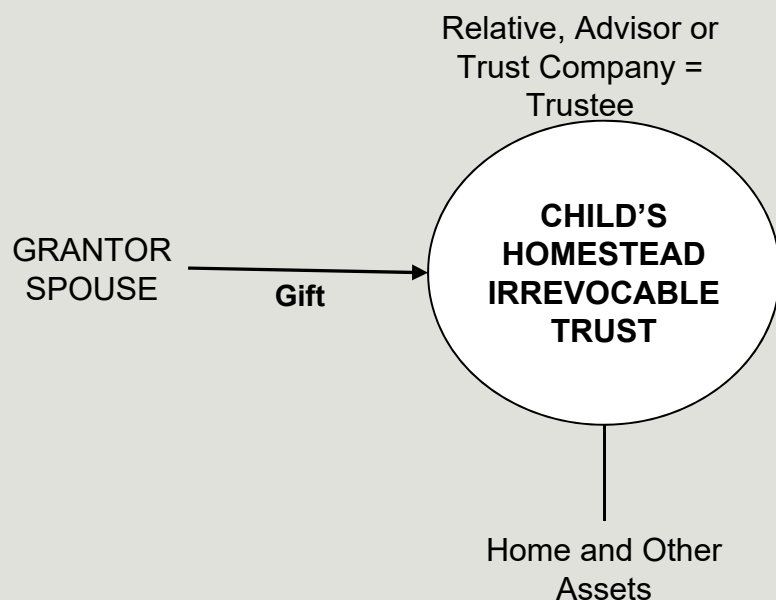 Relative, Advisor or
Trust Company =
Trustee
GRANTOR
SPOUSE
Gift
CHILD’S
HOMESTEAD
IRREVOCABLE
TRUST
Home and Other
Assets